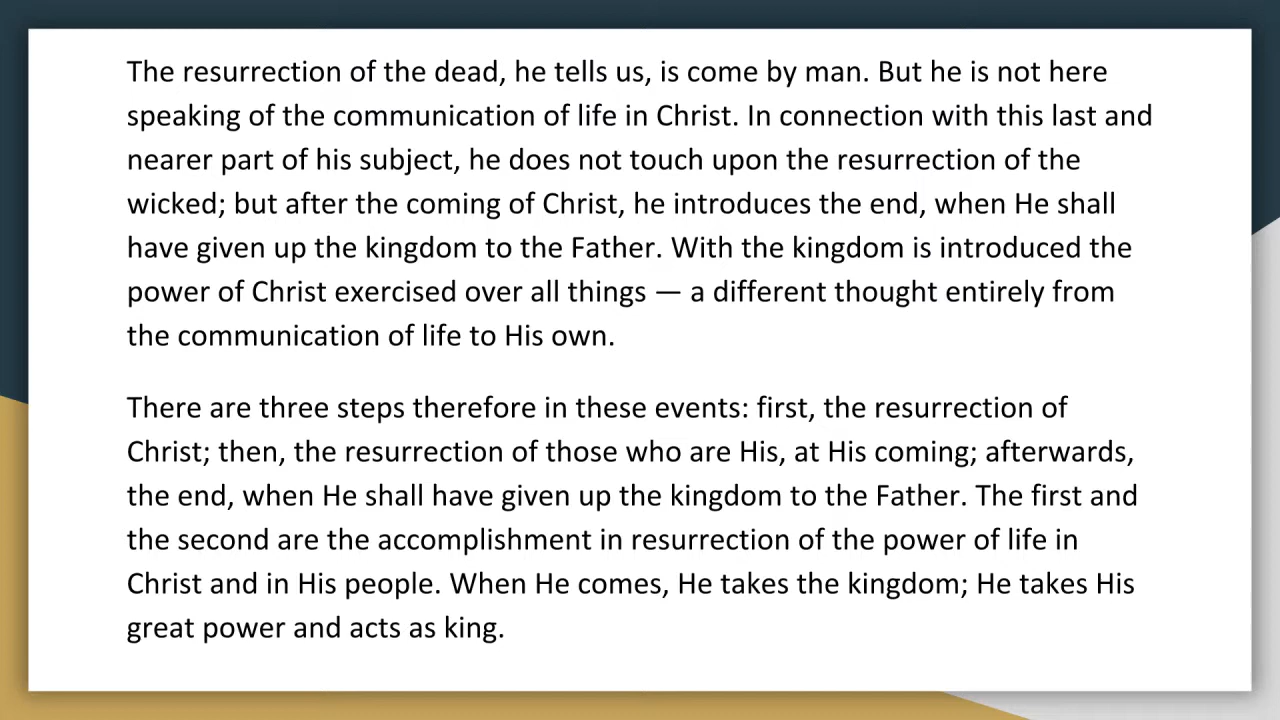 The resurrection of the dead, he tells us, is come by man. But he is not here
speaking of the communication of life in Christ. In connection with this last and
nearer part of his subject, he does not touch upon the resurrection of the
wicked; but after the coming of Christ, he introduces the end, when He shall
have given up the kingdom to the Father. With the kingdom is introduced the
power of Christ exercised over all things — a different thought entirely from
the communication of life to His own.
There are three steps therefore in these events: first, the resurrection of
Christ; then, the resurrection of those who are His, at His coming; afterwards,
the end, when He shall have given up the kingdom to the Father. The first and
the second are the accomplishment in resurrection of the power of life in
Christ and in His people. When He comes, He takes the kingdom; He takes His
great power and acts as king.